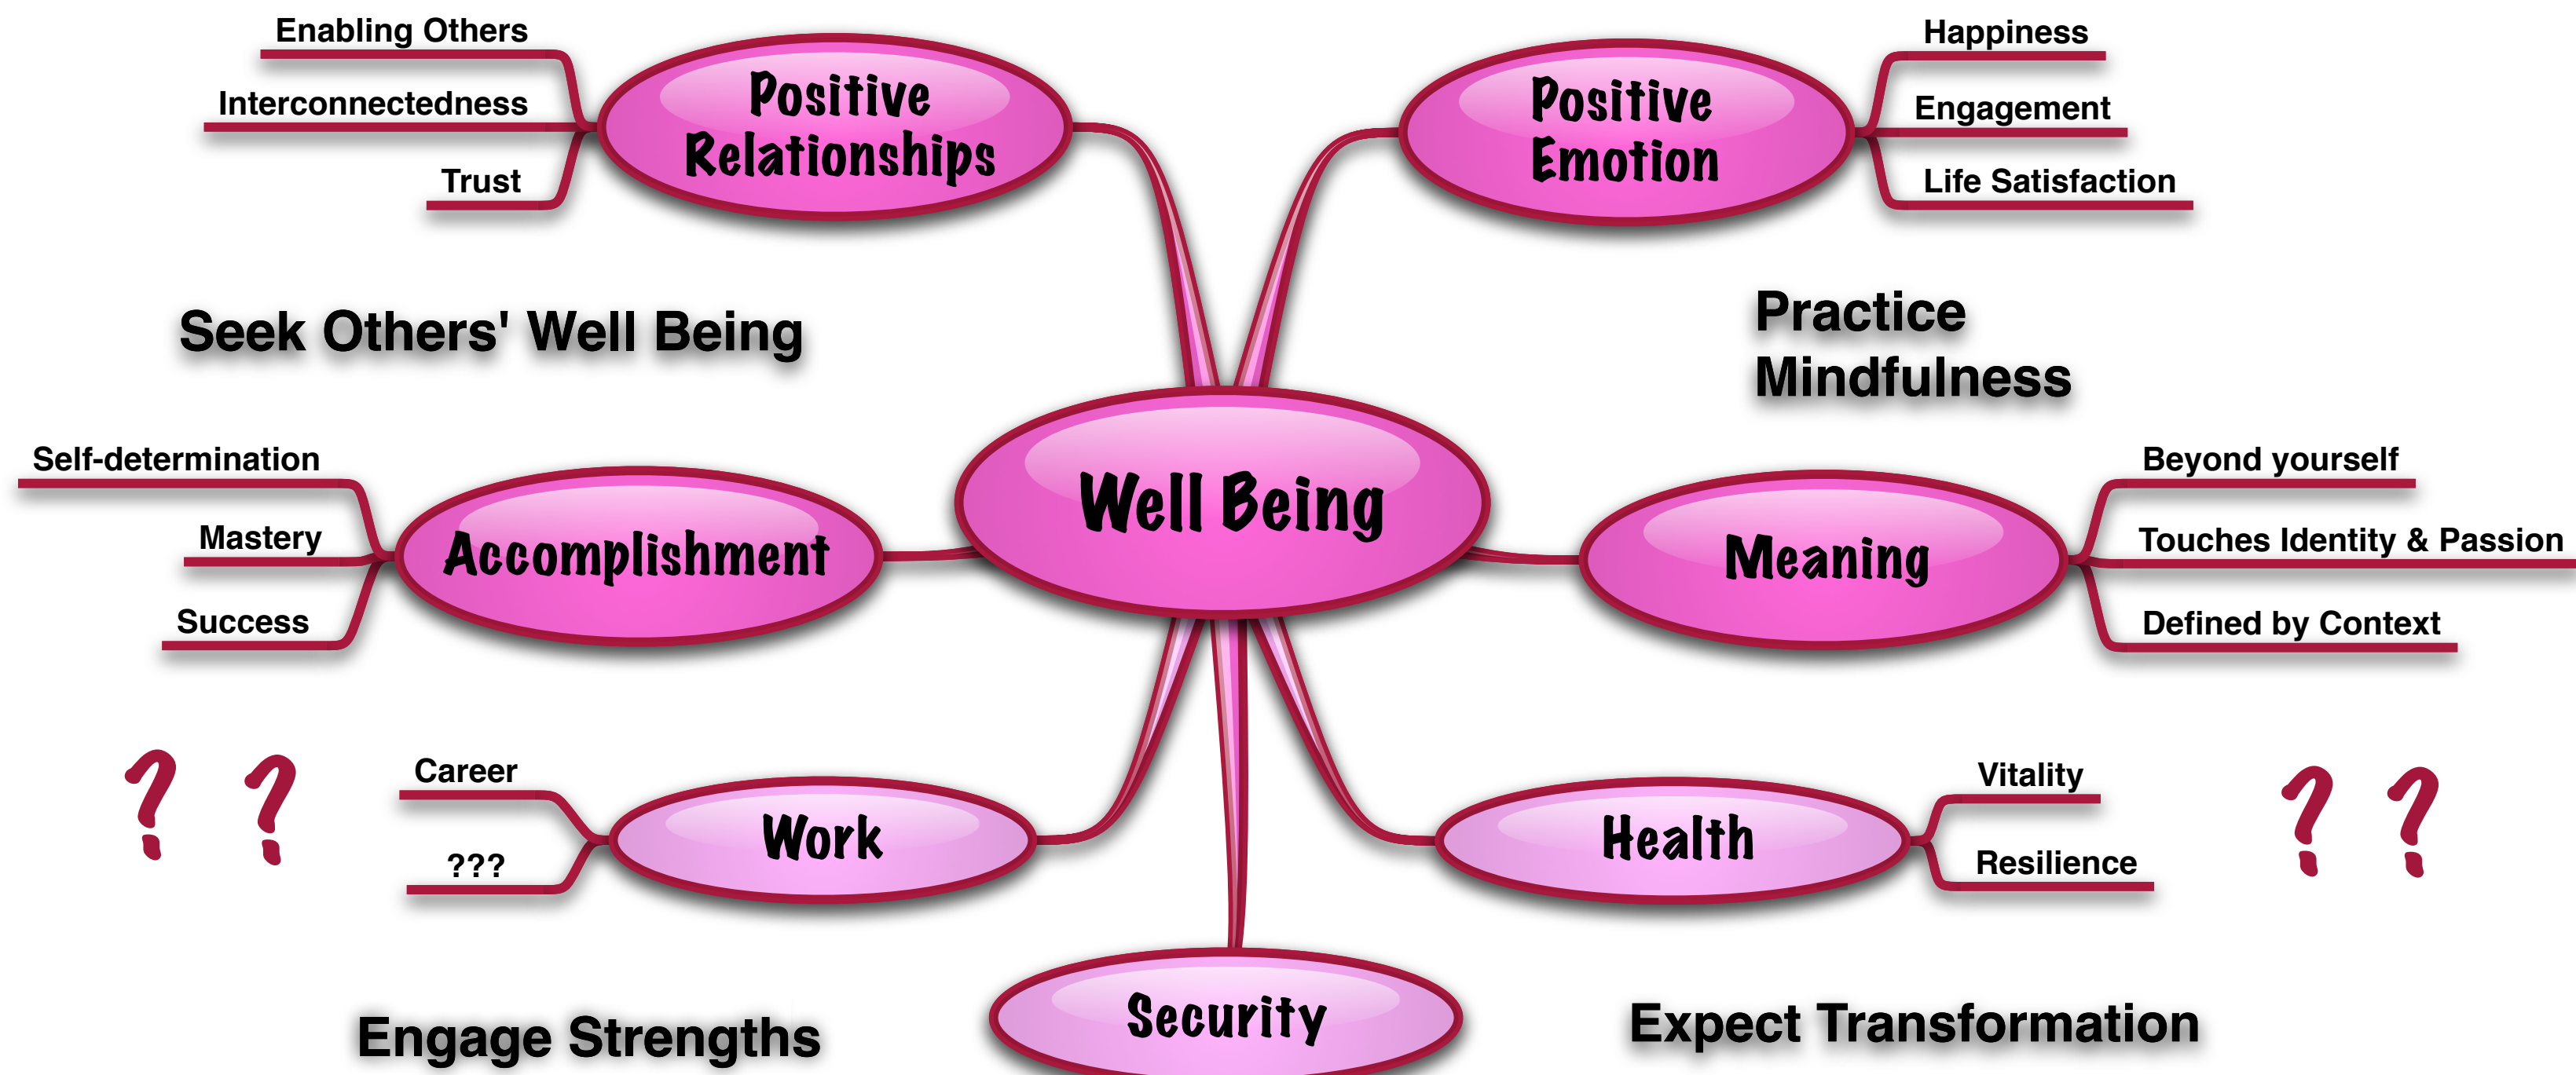 Enabling Others
Interconnectedness
Trust
Positive
Relationships
Positive
Emotion
Happiness
Engagement
Life Satisfaction
Seek Others' Well Being
Practice
Mindfulness
Self-determination
Mastery
Success
Accomplishment
Well Being
Meaning
Beyond yourself
Touches Identity & Passion
Defined by Context
? ?
Career
???
Work
Health
Vitality
Resilience
? ?
Security
Engage Strengths
Expect Transformation